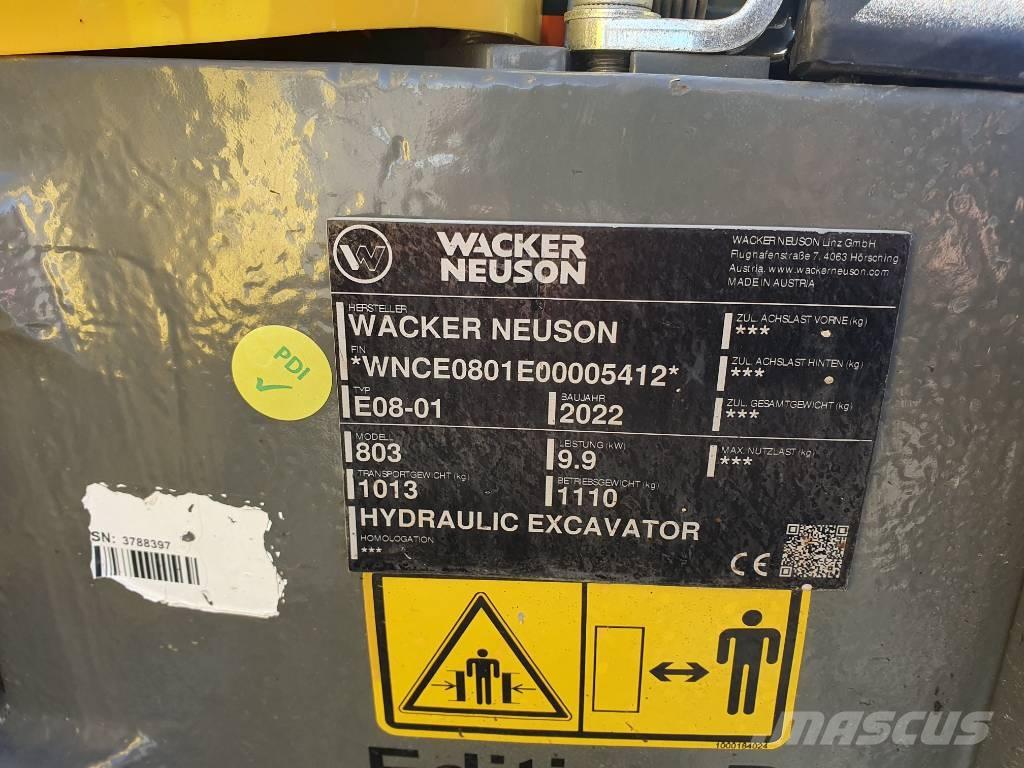 WACKER
NEUSON
WACKER NEUSON Linz GmbH
Flughafenstraße 7, 4063 Hörsching
Austria, www.wackerneuson.com
MADE IN AUSTRIA
HERSTELLER
WACKER NEUSON
FIN
*WNCE0801E00005412*
TYP
E08-01
BAUJAHR
2022
MODELL
803
LEISTUNG (kW)
9.9
TRANSPORTGEWICHT (kg)
1013
BETRIEBSGEWICHT (kg)
1110
HYDRAULIC EXCAVATOR
HOMOLOGATION
***
ZUL. ACHSLAST VORNE (kg)
***
ZUL. ACHSLAST HINTEN (kg)
***
ZUL. GESAMTGEWICHT (kg)
***
MAX. NUTZLAST (kg)
***
CE
PDI
SN: 3788397
1000184024
MASCUS